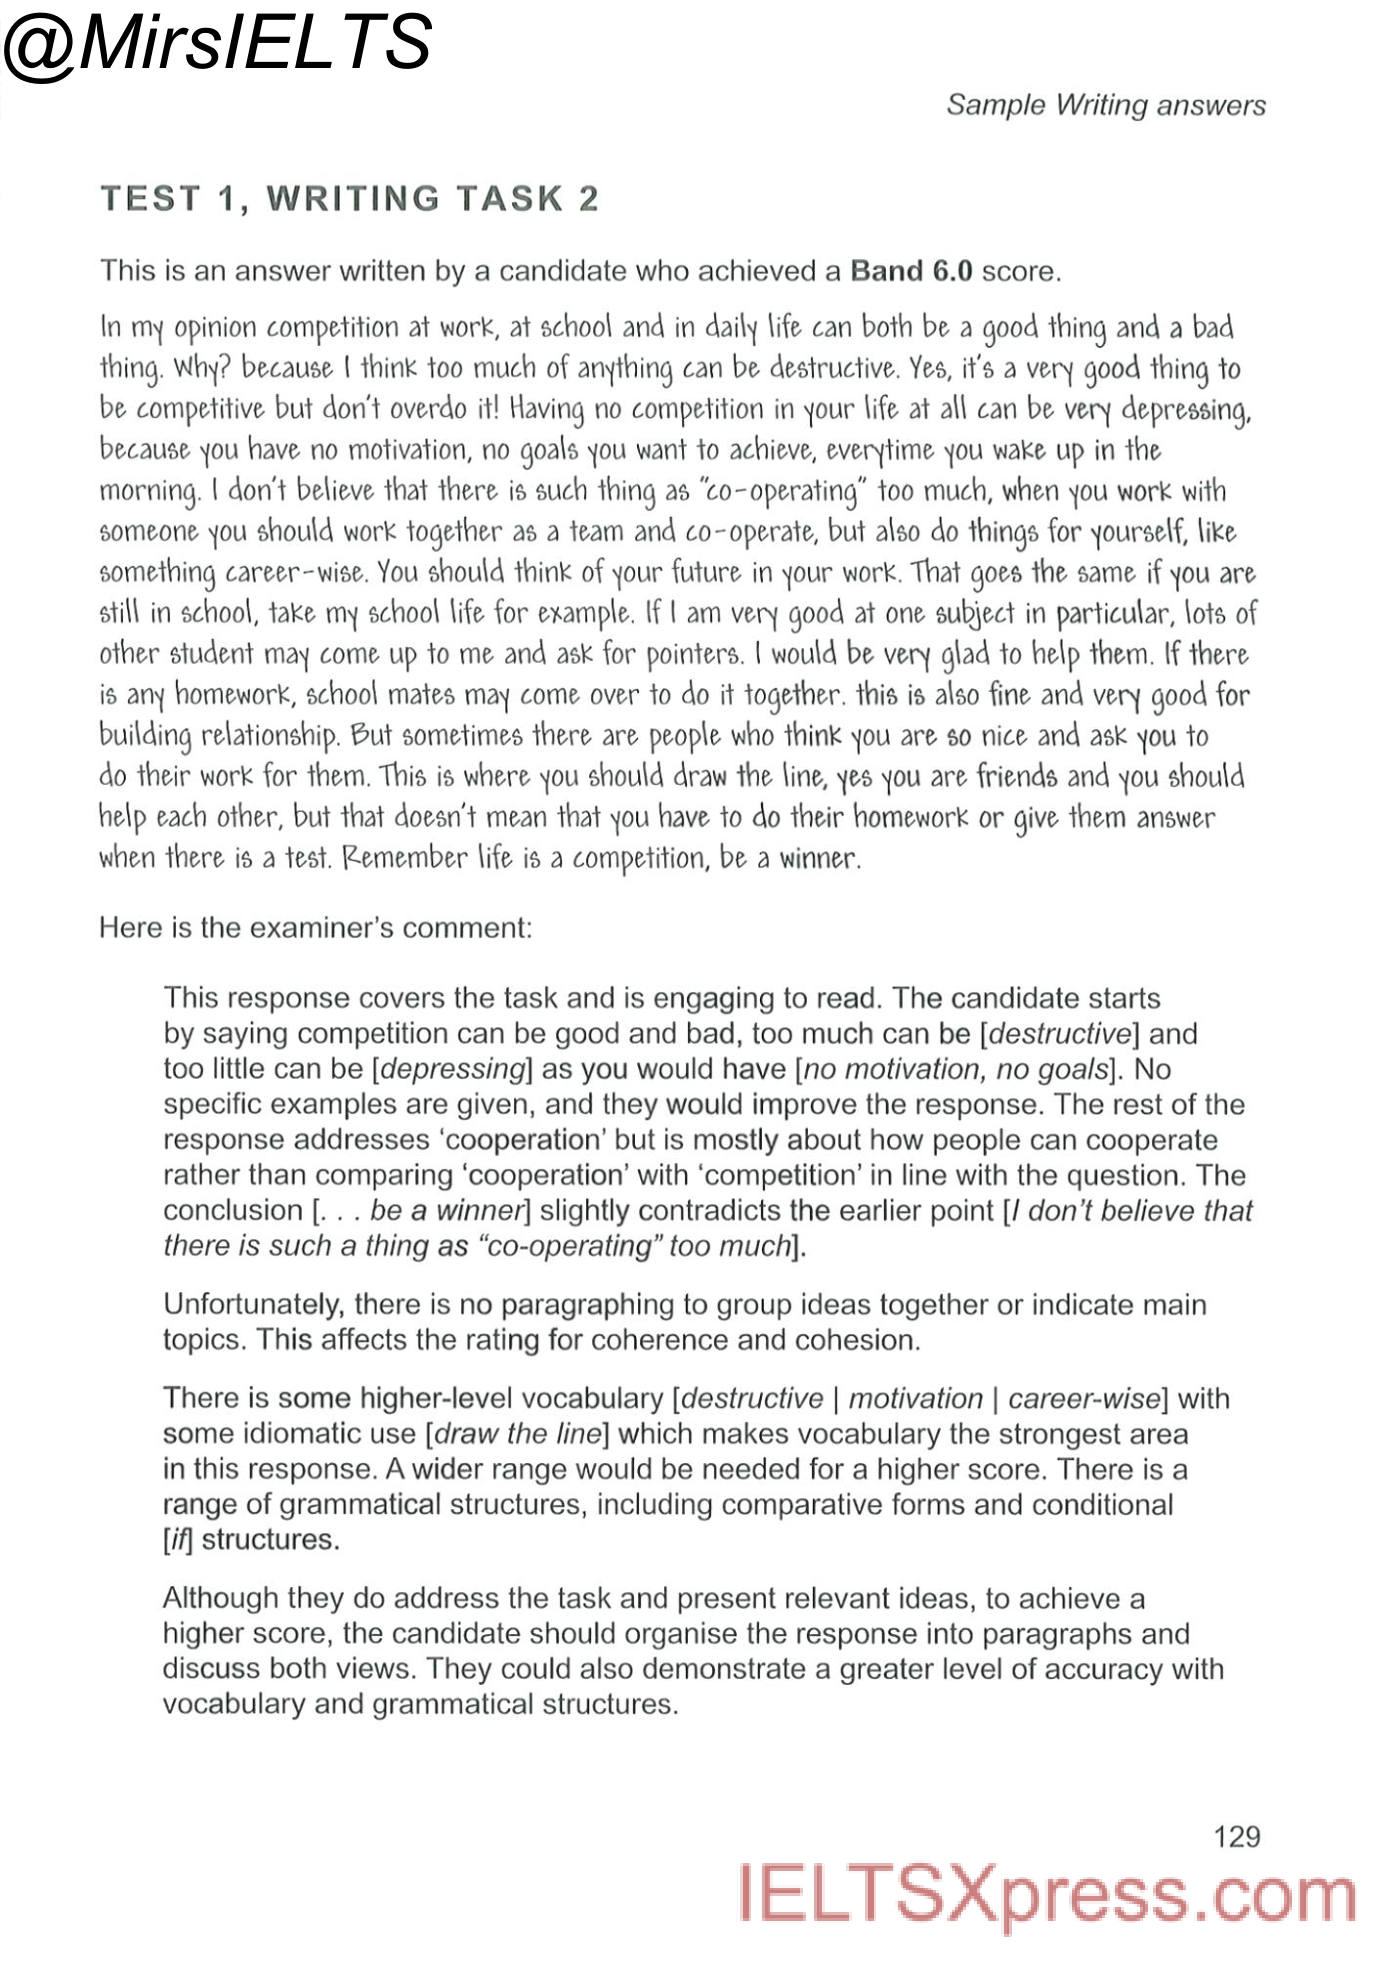 @MirsIELTS
Sample Writing answers
TEST 1, WRITING TASK 2
This is an answer written by a candidate who achieved a Band 6.0 score.
In my opinion competition at work, at school and in daily life can both be a good thing and a bad
thing. Why? because I think too much of anything can be destructive. Yes, it's a very good thing to
be competitive but don't overdo it! Having no competition in your life at all can be very depressing,
because you have no motivation, no goals you want to achieve, everytime you wake up in the
morning. I don't believe that there is such thing as "co-operating" too much, when you work with
someone you should work together as a team and co-operate, but also do things for yourself, like
something career-wise. You should think of your future in your work. That goes the same if you are
still in school, take my school life for example. If I am very good at one subject in particular, lots of
other student may come up to me and ask for pointers. I would be very glad to help them. If there
is any homework, school mates may come over to do it together. this is also fine and very good for
building relationship. But sometimes there are people who think you are so nice and ask you to
do their work for them. This is where you should draw the line, yes you are friends and you should
help each other, but that doesn't mean that you have to do their homework or give them answer
when there is a test. Remember life is a competition, be a winner.
Here is the examiner's comment:
This response covers the task and is engaging to read. The candidate starts
by saying competition can be good and bad, too much can be [destructive] and
too little can be [depressing] as you would have [no motivation, no goals]. No
specific examples are given, and they would improve the response. The rest of the
response addresses 'cooperation' but is mostly about how people can cooperate
rather than comparing 'cooperation' with 'competition' in line with the question. The
conclusion [. . . be a winner] slightly contradicts the earlier point [I don't believe that
there is such a thing as "co-operating" too much].
Unfortunately, there is no paragraphing to group ideas together or indicate main
topics. This affects the rating for coherence and cohesion.
There is some higher-level vocabulary [destructive | motivation | career-wise] with
some idiomatic use [draw the line] which makes vocabulary the strongest area
in this response. A wider range would be needed for a higher score. There is a
range of grammatical structures, including comparative forms and conditional
[if] structures.
Although they do address the task and present relevant ideas, to achieve a
higher score, the candidate should organise the response into paragraphs and
discuss both views. They could also demonstrate a greater level of accuracy with
vocabulary and grammatical structures.
129
IELTSXpress.com